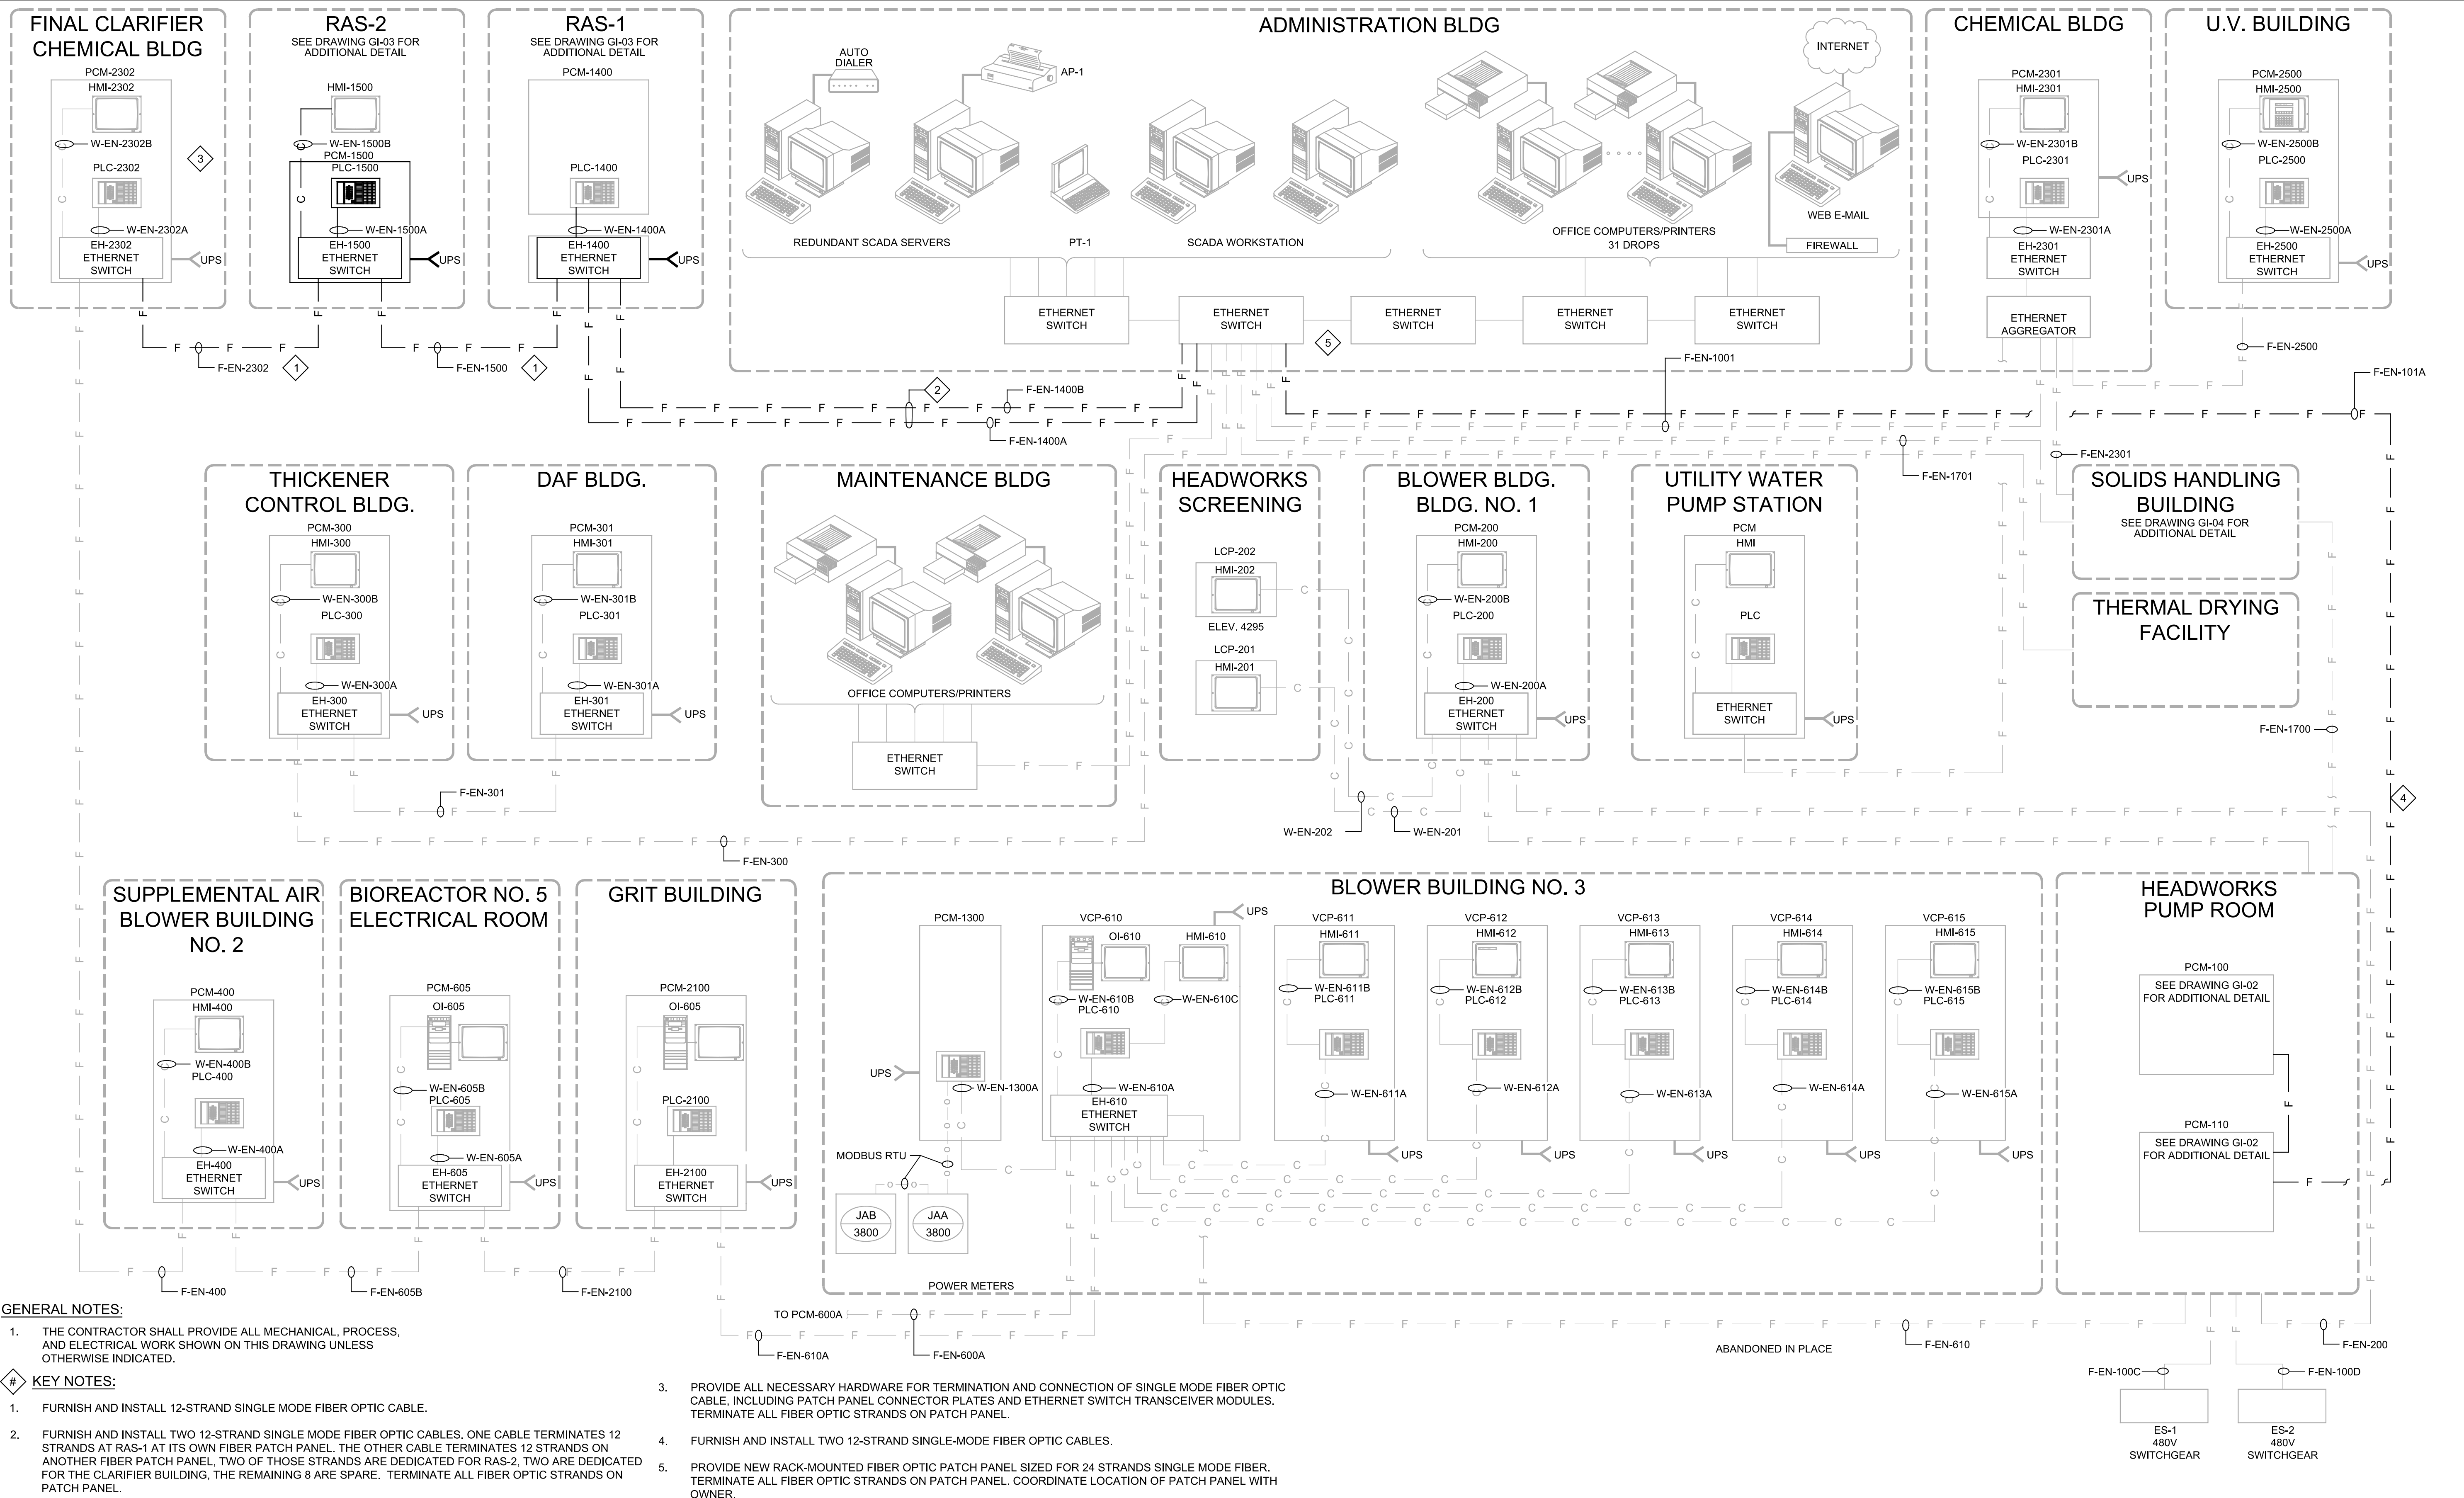 FINAL CLARIFIER
CHEMICAL BLDG
PCM-2302
HMI-2302
W-EN-2302B
3
PLC-2302
C
W-EN-2302A
EH-2302
ETHERNET
SWITCH
UPS
RAS-2
SEE DRAWING GI-03 FOR
ADDITIONAL DETAIL
HMI-1500
C
W-EN-1500B
PCM-1500
PLC-1500
C
W-EN-1500A
EH-1500
ETHERNET
SWITCH
UPS
RAS-1
SEE DRAWING GI-03 FOR
ADDITIONAL DETAIL
PCM-1400
PLC-1400
W-EN-1400A
EH-1400
ETHERNET
SWITCH
UPS
F F F
F-EN-2302
1
F F F
F-EN-1500
1
ADMINISTRATION BLDG
AUTO
DIALER
AP-1
INTERNET
WEB E-MAIL
FIREWALL
REDUNDANT SCADA SERVERS
PT-1
SCADA WORKSTATION
OFFICE COMPUTERS/PRINTERS
31 DROPS
ETHERNET
SWITCH
ETHERNET
SWITCH
ETHERNET
SWITCH
ETHERNET
SWITCH
ETHERNET
SWITCH
5
F-EN-1001
2
F-EN-1400B
F-EN-1400A
CHEMICAL BLDG
PCM-2301
HMI-2301
W-EN-2301B
PLC-2301
C
UPS
W-EN-2301A
EH-2301
ETHERNET
SWITCH
ETHERNET
AGGREGATOR
U.V. BUILDING
PCM-2500
HMI-2500
W-EN-2500B
PLC-2500
C
W-EN-2500A
EH-2500
ETHERNET
SWITCH
UPS
F-EN-2500
F-EN-101A
F-EN-2301
F-EN-1701
THICKENER
CONTROL BLDG.
PCM-300
HMI-300
W-EN-300B
PLC-300
C
W-EN-300A
EH-300
ETHERNET
SWITCH
UPS
DAF BLDG.
PCM-301
HMI-301
W-EN-301B
PLC-301
C
W-EN-301A
EH-301
ETHERNET
SWITCH
UPS
F-EN-301
F-EN-300
MAINTENANCE BLDG
OFFICE COMPUTERS/PRINTERS
ETHERNET
SWITCH
HEADWORKS
SCREENING
LCP-202
HMI-202
ELEV. 4295
LCP-201
HMI-201
W-EN-202
W-EN-201
BLOWER BLDG.
BLDG. NO. 1
PCM-200
HMI-200
W-EN-200B
PLC-200
C
W-EN-200A
EH-200
ETHERNET
SWITCH
UPS
UTILITY WATER
PUMP STATION
PCM
HMI
C
PLC
C
ETHERNET
SWITCH
UPS
SOLIDS HANDLING
BUILDING
SEE DRAWING GI-04 FOR
ADDITIONAL DETAIL
THERMAL DRYING
FACILITY
F-EN-1700
4
SUPPLEMENTAL AIR
BLOWER BUILDING
NO. 2
PCM-400
HMI-400
W-EN-400B
PLC-400
C
W-EN-400A
EH-400
ETHERNET
SWITCH
UPS
F-EN-400
BIOREACTOR NO. 5
ELECTRICAL ROOM
PCM-605
OI-605
W-EN-605B
PLC-605
C
W-EN-605A
EH-605
ETHERNET
SWITCH
UPS
F-EN-605B
GRIT BUILDING
PCM-2100
OI-605
PLC-2100
EH-2100
ETHERNET
SWITCH
UPS
F-EN-2100
BLOWER BUILDING NO. 3
PCM-1300
UPS
W-EN-1300A
MODBUS RTU
JAB
3800
JAA
3800
POWER METERS
VCP-610
UPS
OI-610
HMI-610
W-EN-610B
W-EN-610C
PLC-610
W-EN-610A
EH-610
ETHERNET
SWITCH
VCP-611
HMI-611
W-EN-611B
PLC-611
W-EN-611A
UPS
VCP-612
HMI-612
W-EN-612B
PLC-612
W-EN-612A
UPS
VCP-613
HMI-613
W-EN-613B
PLC-613
W-EN-613A
UPS
VCP-614
HMI-614
W-EN-614B
PLC-614
W-EN-614A
UPS
VCP-615
HMI-615
W-EN-615B
PLC-615
W-EN-615A
UPS
TO PCM-600A
F-EN-610A
F-EN-600A
ABANDONED IN PLACE
F-EN-610
HEADWORKS
PUMP ROOM
PCM-100
SEE DRAWING GI-02
FOR ADDITIONAL DETAIL
PCM-110
SEE DRAWING GI-02
FOR ADDITIONAL DETAIL
F-EN-200
F-EN-100C
F-EN-100D
ES-1
480V
SWITCHGEAR
ES-2
480V
SWITCHGEAR
GENERAL NOTES:
1. THE CONTRACTOR SHALL PROVIDE ALL MECHANICAL, PROCESS,
AND ELECTRICAL WORK SHOWN ON THIS DRAWING UNLESS
OTHERWISE INDICATED.
# KEY NOTES:
1. FURNISH AND INSTALL 12-STRAND SINGLE MODE FIBER OPTIC CABLE.
2. FURNISH AND INSTALL TWO 12-STRAND SINGLE MODE FIBER OPTIC CABLES. ONE CABLE TERMINATES 12
STRANDS AT RAS-1 AT ITS OWN FIBER PATCH PANEL. THE OTHER CABLE TERMINATES 12 STRANDS ON
ANOTHER FIBER PATCH PANEL, TWO OF THOSE STRANDS ARE DEDICATED FOR RAS-2, TWO ARE DEDICATED
FOR THE CLARIFIER BUILDING, THE REMAINING 8 ARE SPARE. TERMINATE ALL FIBER OPTIC STRANDS ON
PATCH PANEL.
3. PROVIDE ALL NECESSARY HARDWARE FOR TERMINATION AND CONNECTION OF SINGLE MODE FIBER OPTIC
CABLE, INCLUDING PATCH PANEL CONNECTOR PLATES AND ETHERNET SWITCH TRANSCEIVER MODULES.
TERMINATE ALL FIBER OPTIC STRANDS ON PATCH PANEL.
4. FURNISH AND INSTALL TWO 12-STRAND SINGLE-MODE FIBER OPTIC CABLES.
5. PROVIDE NEW RACK-MOUNTED FIBER OPTIC PATCH PANEL SIZED FOR 24 STRANDS SINGLE MODE FIBER.
TERMINATE ALL FIBER OPTIC STRANDS ON PATCH PANEL. COORDINATE LOCATION OF PATCH PANEL WITH
OWNER.